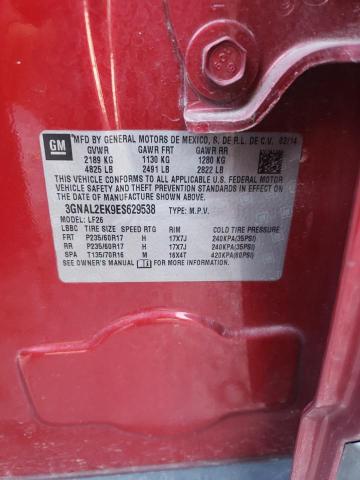 GM
MFD BY GENERAL MOTORS DE MEXICO, S. DE R.L. DE C.V. 02/14
GVWR GAWR FRT GAWR RR
2189 KG 1130 KG 1280 KG
4825 LB 2491 LB 2822 LB
3GNAL2EK9ES629538 TYPE: M.P.V.
MODEL: LF26
LSBC TIRE SIZE SPEED RTG RIM COLD TIRE PRESSURE
FRT P235/60R17 H 17X7J 240KPA(35PSI)
RR P235/60R17 H 17X7J 240KPA(35PSI)
SPA T135/70R16 M 16X4T 420KPA(60PSI)
SEE OWNER'S MANUAL FOR MORE INFORMATION.
THIS VEHICLE CONFORMS TO ALL APPLICABLE U.S. FEDERAL
MOTOR VEHICLE SAFETY, BUMPER, AND THEFT PREVENTION
STANDARDS IN EFFECT ON THE DATE OF MANUFACTURE
SHOWN ABOVE.